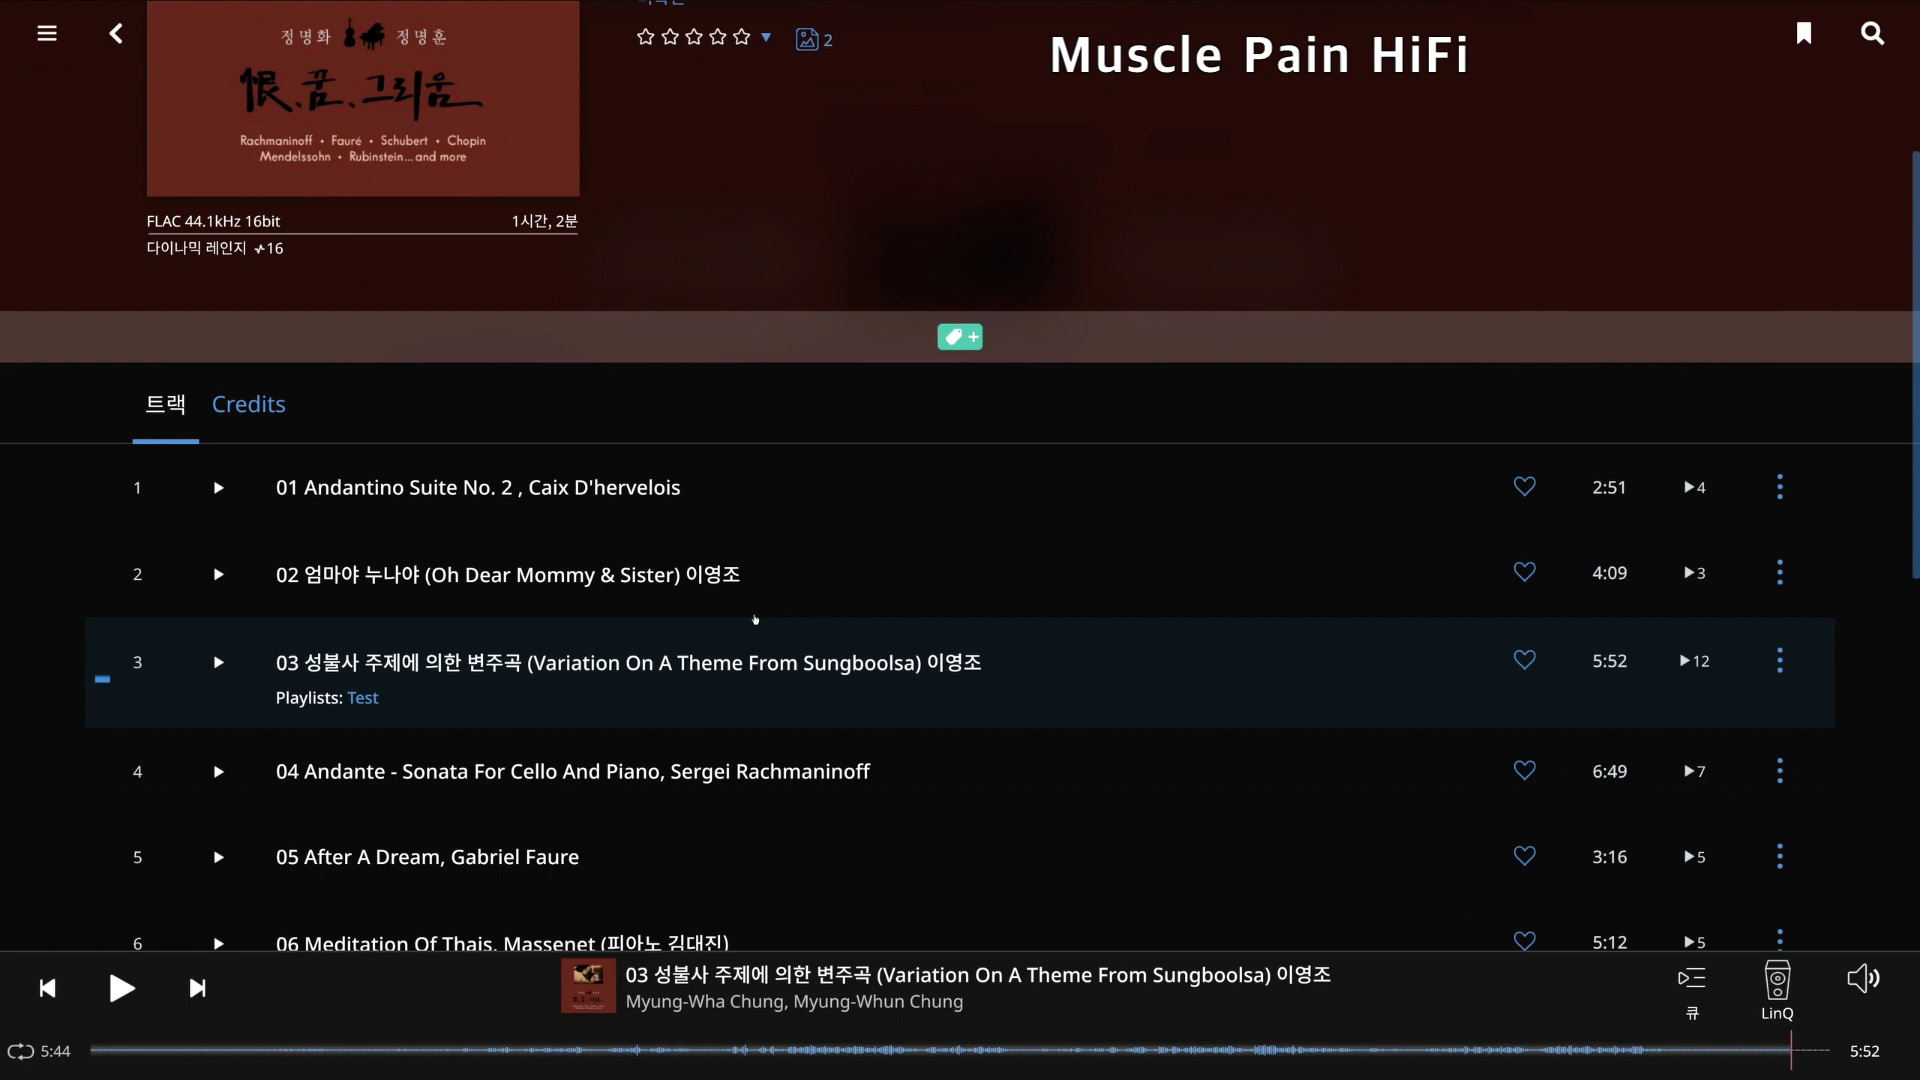 정명화 정명훈
恨、꿈、그리움
Rachmaninoff • Fauré • Schubert • Chopin
Mendelssohn • Rubinstein...and more
2
Muscle Pain HiFi
FLAC 44.1kHz 16bit 1시간, 2분
다이나믹 레인지 16
트랙 Credits
1 01 Andantino Suite No. 2 , Caix D'hervelois 2:51 4
2 02 엄마야 누나야 (Oh Dear Mommy & Sister) 이영조 4:09 3
3 03 성불사 주제에 의한 변주곡 (Variation On A Theme From Sungboolsa) 이영조 5:52 12
Playlists: Test
4 04 Andante - Sonata For Cello And Piano, Sergei Rachmaninoff 6:49 7
5 05 After A Dream, Gabriel Faure 3:16 5
6 06 Meditation Of Thais, Massenet (피아노 김대진) 5:12 5
03 성불사 주제에 의한 변주곡 (Variation On A Theme From Sungboolsa) 이영조
Myung-Wha Chung, Myung-Whun Chung
큐 LinQ
5:44 5:52